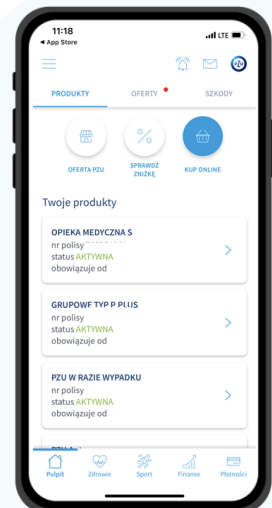 11:18
◀ App Store
LTE
PZU
PRODUKTY
OFERTY
SZKODY
%
OFERTA PZU
SPRAWDŹ
ZNIŻKĘ
KUP ONLINE
Twoje produkty
OPIEKA MEDYCZNA S
nr polisy
status AKTYWNA
obowiązuje od
GRUPOWE TYP P PLUS
nr polisy
status AKTYWNA
obowiązuje od
PZU W RAZIE WYPADKU
nr polisy
status AKTYWNA
obowiązuje od
Pulpit
Zdrowie
Sport
Finanse
Płatności